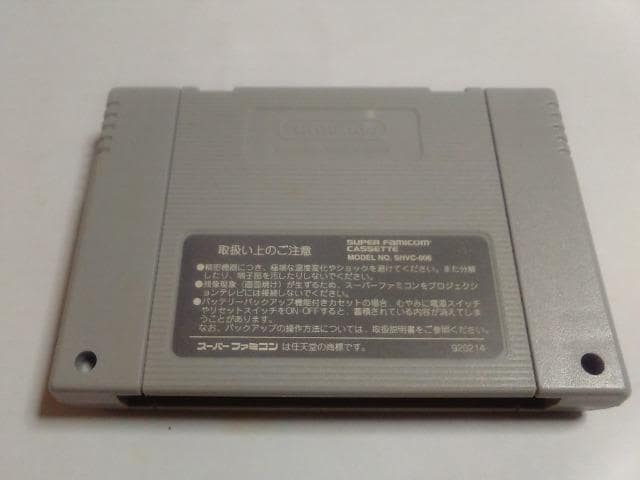 Nintendo
取扱い上のご注意
SUPER FAMICOM
CASSETTE
MODEL NO. SHVC-006
●精密機器につき、極端な温度変化やショックを避けてください。また分解
したり、端子部を汚したりしないでください。
●残像現象（画面焼け）が生ずるため、スーパーファミコンをプロジェクシ
ョンテレビには接続しないでください。
●バッテリーバックアップ機能付きカセットの場合、むやみに電源スイッチ
やリセットスイッチをON-OFFすると、蓄積されている内容が消えてしま
うことがあります。
なお、バックアップの操作方法については、取扱説明書をご参照ください。
スーパーファミコンは任天堂の商標です。
920214